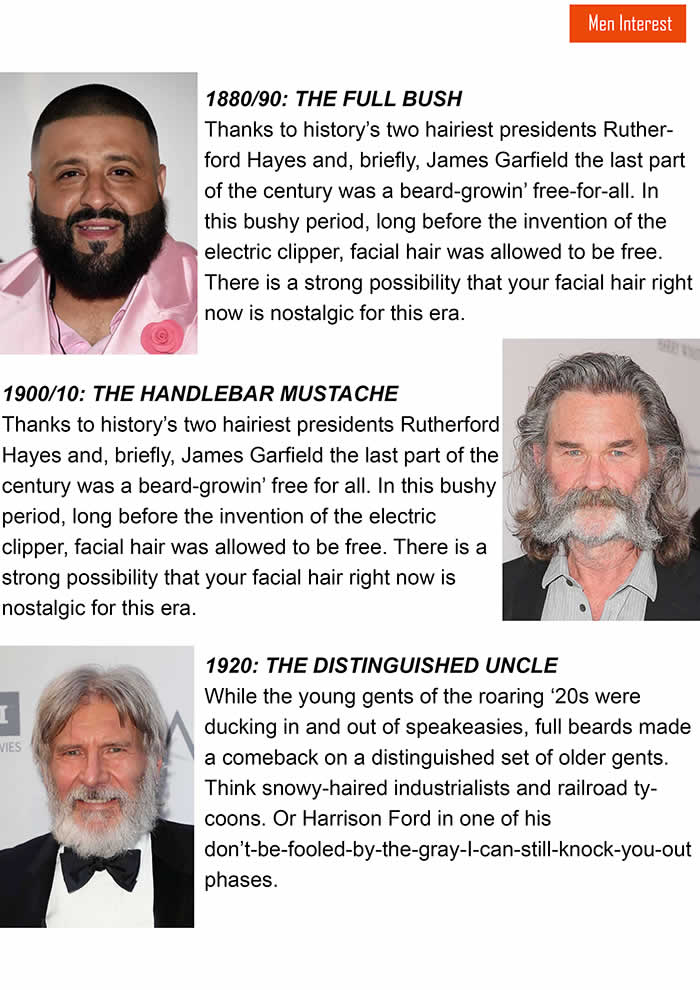 Men Interest
1880/90: THE FULL BUSH
Thanks to history’s two hairiest presidents Ruther-
ford Hayes and, briefly, James Garfield the last part
of the century was a beard-growin’ free-for-all. In
this bushy period, long before the invention of the
electric clipper, facial hair was allowed to be free.
There is a strong possibility that your facial hair right
now is nostalgic for this era.
1900/10: THE HANDLEBAR MUSTACHE
Thanks to history’s two hairiest presidents Rutherford
Hayes and, briefly, James Garfield the last part of the
century was a beard-growin’ free for all. In this bushy
period, long before the invention of the electric
clipper, facial hair was allowed to be free. There is a
strong possibility that your facial hair right now is
nostalgic for this era.
1920: THE DISTINGUISHED UNCLE
While the young gents of the roaring ‘20s were
ducking in and out of speakeasies, full beards made
a comeback on a distinguished set of older gents.
Think snowy-haired industrialists and railroad ty-
coons. Or Harrison Ford in one of his
don’t-be-fooled-by-the-gray-I-can-still-knock-you-out
phases.